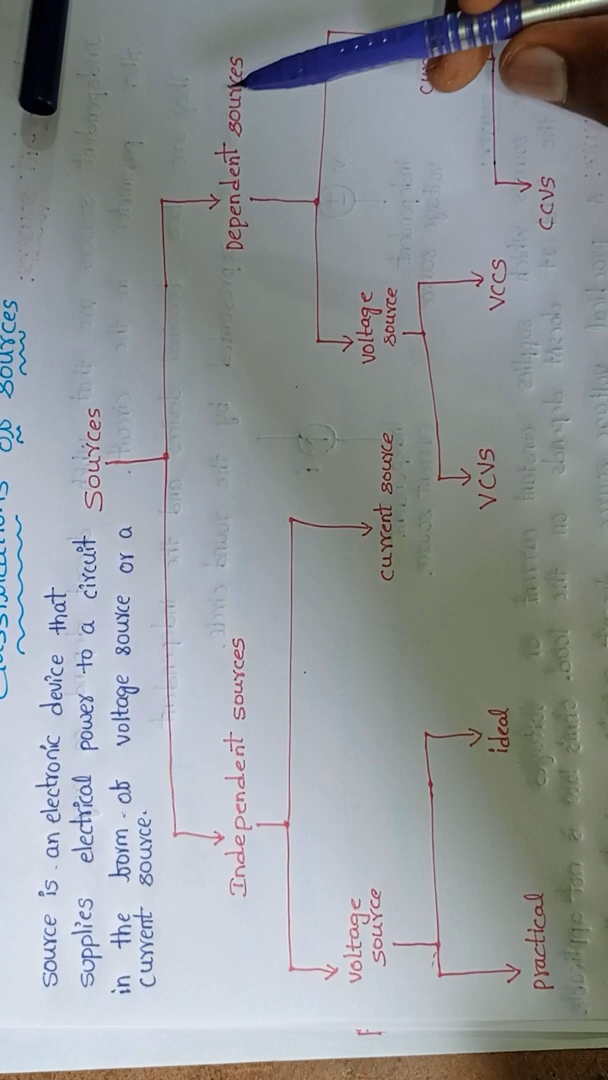 of sources
source is an electronic device that
supplies electrical power to a circuit
in the form of voltage source or a
current source.
Sources
Independent sources
Dependent sources
voltage
source
current source
voltage
source
practical
ideal
VCVS
VCCS
CCVS